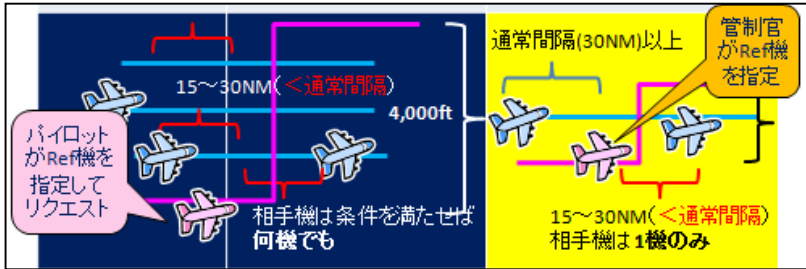 15～30NM(＜通常間隔)
4,000ft
パイロット
がRef機を
指定して
リクエスト
相手機は条件を満たせば
何機でも
通常間隔(30NM)以上
管制官
がRef機
を指定
15～30NM(＜通常間隔)
相手機は1機のみ